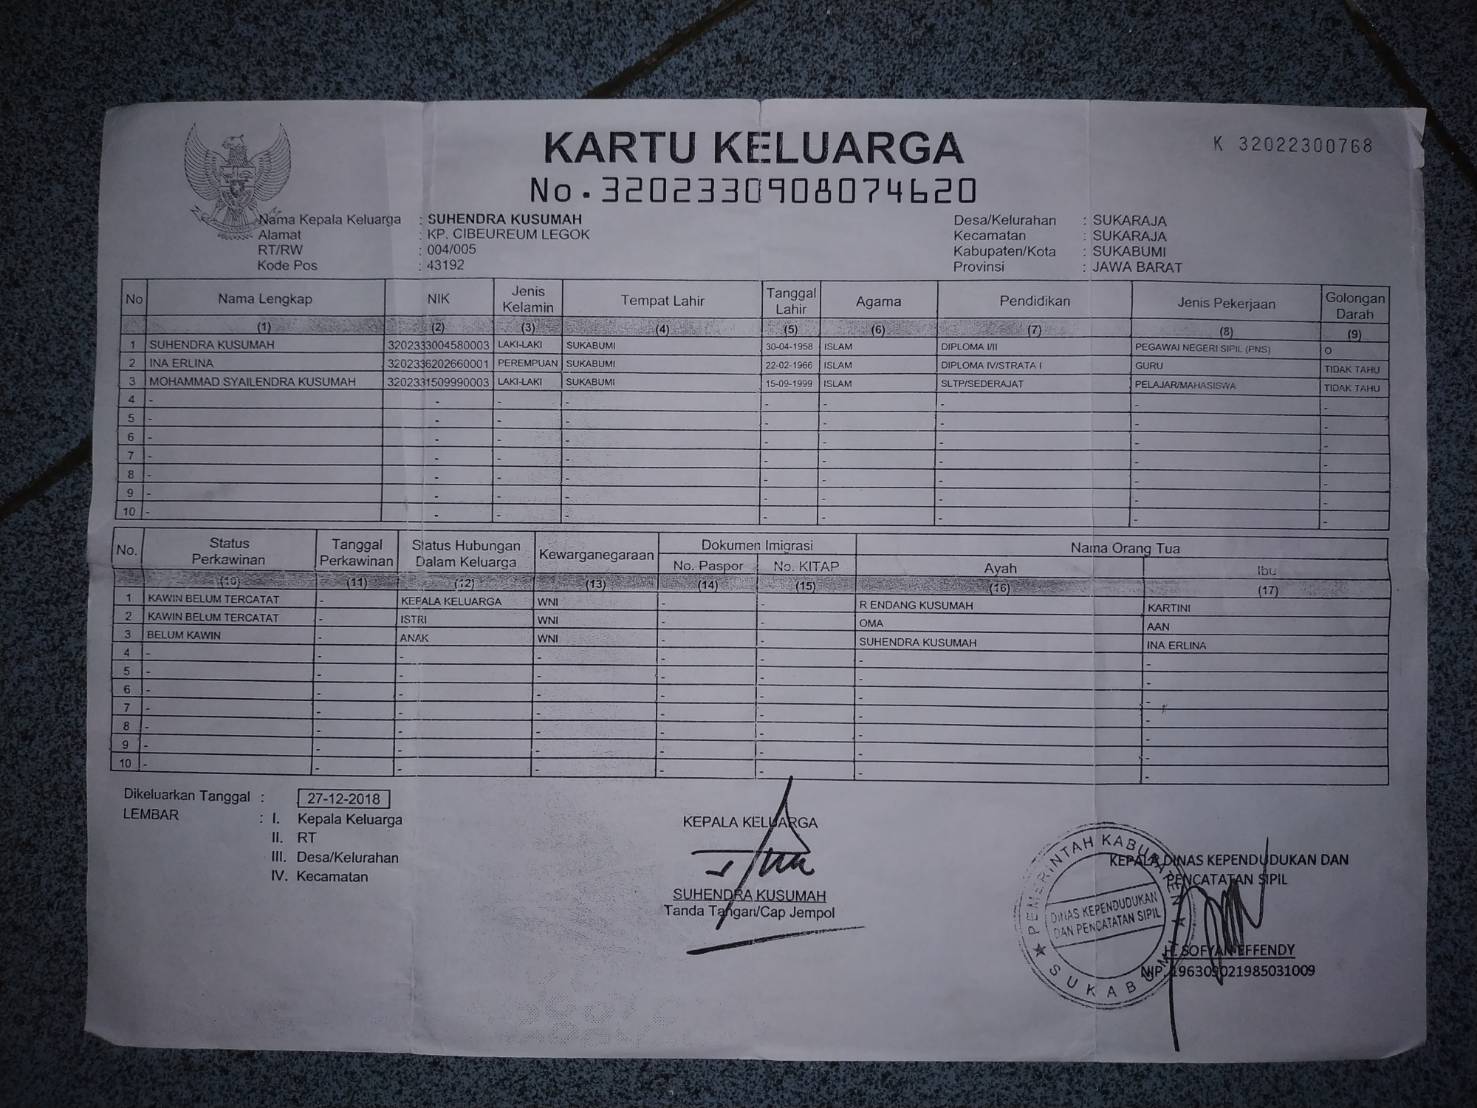 KARTU KELUARGA
No. 3202330908074620
K 32022300768
Nama Kepala Keluarga : SUHENDRA KUSUMAH
Alamat : KP. CIBEUREUM LEGOK
RT/RW : 004/005
Kode Pos : 43192
Desa/Kelurahan : SUKARAJA
Kecamatan : SUKARAJA
Kabupaten/Kota : SUKABUMI
Provinsi : JAWA BARAT
No Nama Lengkap NIK Jenis Kelamin Tempat Lahir Tanggal Lahir Agama Pendidikan Jenis Pekerjaan Golongan Darah
(1) (2) (3) (4) (5) (6) (7) (8) (9)
1 SUHENDRA KUSUMAH 3202333004580003 LAKI-LAKI SUKABUMI 30-04-1958 ISLAM DIPLOMA I/II PEGAWAI NEGERI SIPIL (PNS) O
2 INA ERLINA 3202336202660001 PEREMPUAN SUKABUMI 22-02-1966 ISLAM DIPLOMA IV/STRATA I GURU TIDAK TAHU
3 MOHAMMAD SYAILENDRA KUSUMAH 3202331509990003 LAKI-LAKI SUKABUMI 15-09-1999 ISLAM SLTP/SEDERAJAT PELAJAR/MAHASISWA TIDAK TAHU
4 - - - - - - - - -
5 - - - - - - - - -
6 - - - - - - - - -
7 - - - - - - - - -
8 - - - - - - - - -
9 - - - - - - - - -
10 - - - - - - - - -
No. Status Perkawinan Tanggal Perkawinan Status Hubungan Dalam Keluarga Kewarganegaraan Dokumen Imigrasi Nama Orang Tua
No. Paspor No. KITAP Ayah Ibu
(10) (11) (12) (13) (14) (15) (16) (17)
1 KAWIN BELUM TERCATAT - KEPALA KELUARGA WNI - - R ENDANG KUSUMAH KARTINI
2 KAWIN BELUM TERCATAT - ISTRI WNI - - OMA AAN
3 BELUM KAWIN - ANAK WNI - - SUHENDRA KUSUMAH INA ERLINA
4 - - - - - - - -
5 - - - - - - - -
6 - - - - - - - -
7 - - - - - - - -
8 - - - - - - - -
9 - - - - - - - -
10 - - - - - - - -
Dikeluarkan Tanggal : 27-12-2018
LEMBAR : I. Kepala Keluarga
II. RT
III. Desa/Kelurahan
IV. Kecamatan
KEPALA KELUARGA
SUHENDRA KUSUMAH
Tanda Tangan/Cap Jempol
KEPALA DINAS KEPENDUDUKAN DAN
PENCATATAN SIPIL
H. SOFYAN EFFENDY
NIP. 196309021985031009
PEMERINTAH KABUPATEN
DINAS KEPENDUDUKAN
DAN PENCATATAN SIPIL
SUKABUMI